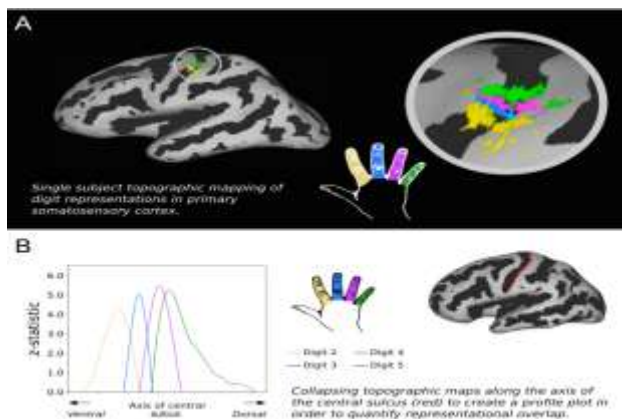 A
Single subject topographic mapping of
digit representations in primary
somatosensory cortex.
B
z-statistic
6.0
5.0
4.0
3.0
2.0
1.0
0.0
Ventral
Axis of central
sulcus
Dorsal
Digit 2
Digit 4
Digit 3
Digit 5
Collapsing topographic maps along the axis of
the central sulcus (red) to create a profile plot in
order to quantify representational overlap.